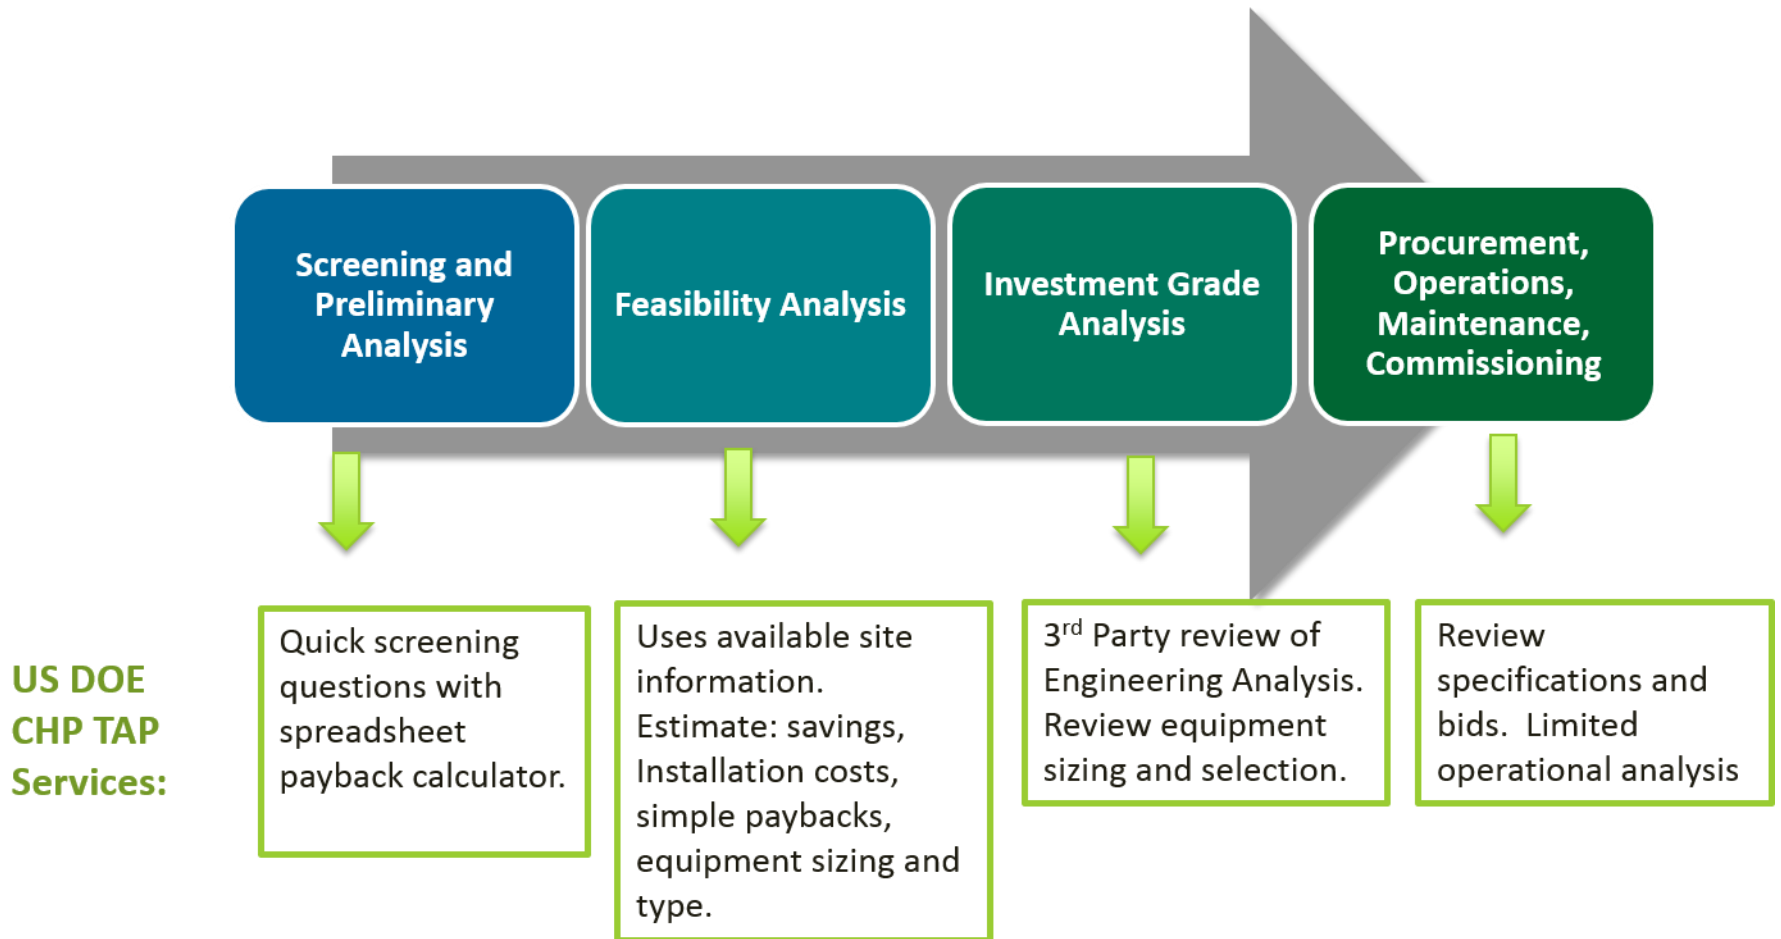 Screening and
Preliminary
Analysis
Feasibility Analysis
Investment Grade
Analysis
Procurement,
Operations,
Maintenance,
Commissioning
US DOE
CHP TAP
Services:
Quick screening
questions with
spreadsheet
payback calculator.
Uses available site
information.
Estimate: savings,
Installation costs,
simple paybacks,
equipment sizing and
type.
3rd Party review of
Engineering Analysis.
Review equipment
sizing and selection.
Review
specifications and
bids.  Limited
operational analysis